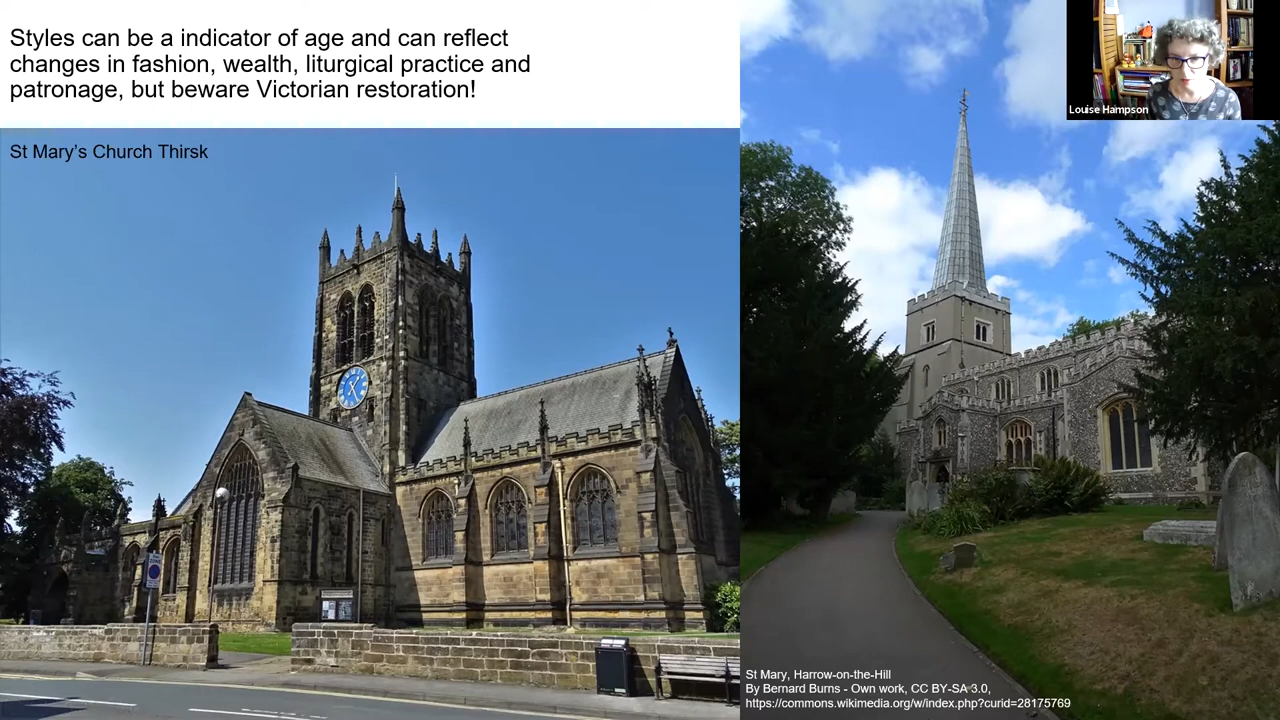 Styles can be a indicator of age and can reflect
changes in fashion, wealth, liturgical practice and
patronage, but beware Victorian restoration!
Louise Hampson
St Mary's Church Thirsk
St Mary, Harrow-on-the-Hill
By Bernard Burns - Own work, CC BY-SA 3.0,
https://commons.wikimedia.org/w/index.php?curid=28175769